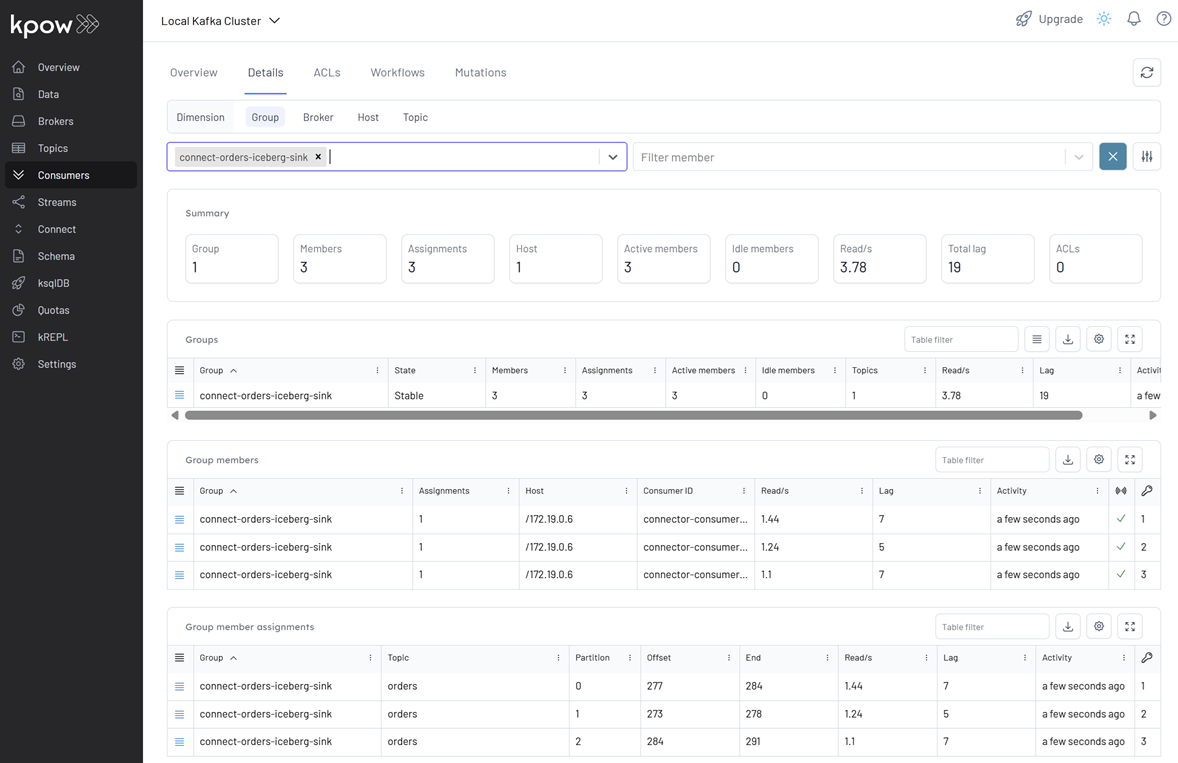 kpow
Local Kafka Cluster
Upgrade
Overview
Data
Brokers
Topics
Consumers
Streams
Connect
Schema
ksqlDB
Quotas
kREPL
Settings
Overview Details ACLs Workflows Mutations
Dimension Group Broker Host Topic
connect-orders-iceberg-sink Filter member
Summary
Group Members Assignments Host Active members Idle members Read/s Total lag ACLs
1 3 3 1 3 0 3.78 19 0
Groups Table filter
Group State Members Assignments Active members Idle members Topics Read/s Lag Activit
connect-orders-iceberg-sink Stable 3 3 3 0 1 3.78 19 a few
Group members Table filter
Group Assignments Host Consumer ID Read/s Lag Activity
connect-orders-iceberg-sink 1 /172.19.0.6 connector-consumer... 1.44 7 a few seconds ago 1
connect-orders-iceberg-sink 1 /172.19.0.6 connector-consumer... 1.24 5 a few seconds ago 2
connect-orders-iceberg-sink 1 /172.19.0.6 connector-consumer... 1.1 7 a few seconds ago 3
Group member assignments Table filter
Group Topic Partition Offset End Read/s Lag Activity
connect-orders-iceberg-sink orders 0 277 284 1.44 7 a few seconds ago 1
connect-orders-iceberg-sink orders 1 273 278 1.24 5 a few seconds ago 2
connect-orders-iceberg-sink orders 2 284 291 1.1 7 a few seconds ago 3